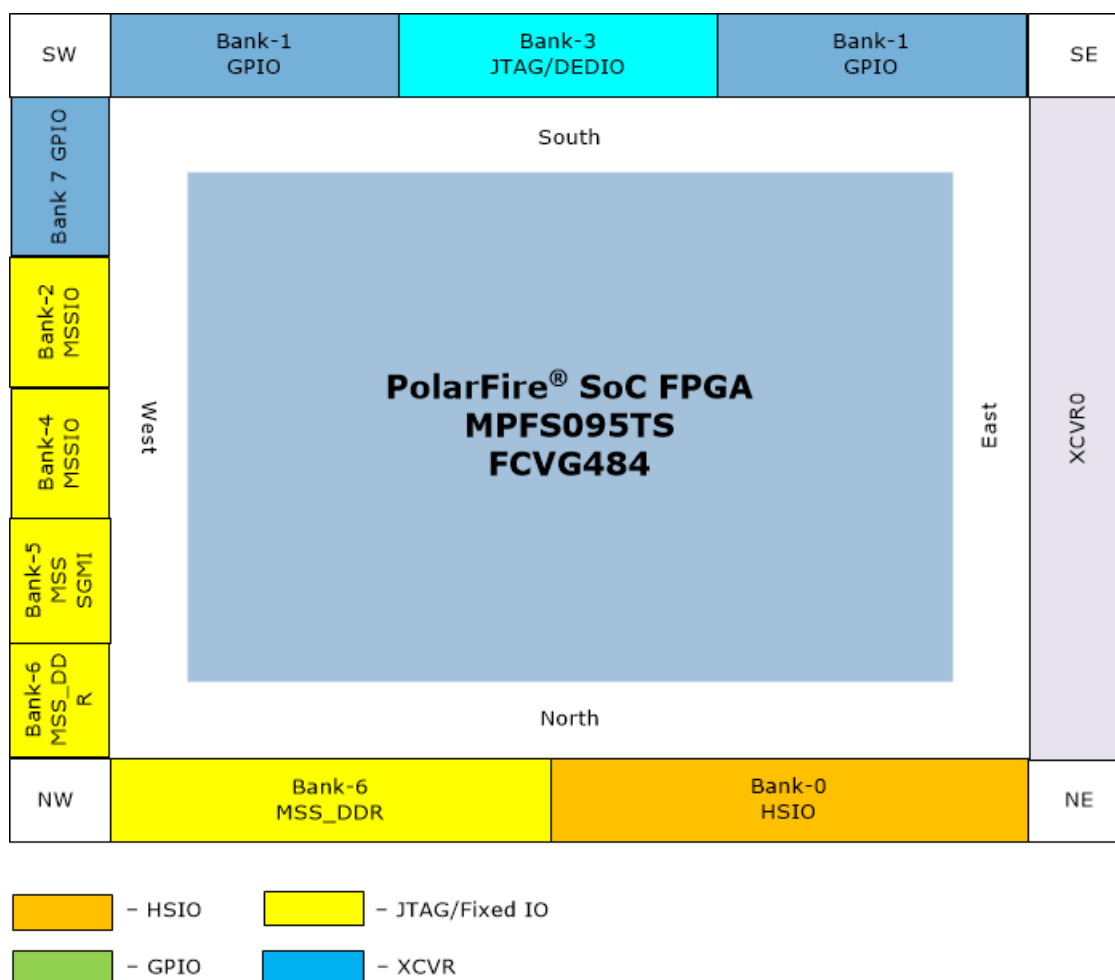 SW
Bank-1
GPIO
Bank-3
JTAG/DEDIO
Bank-1
GPIO
SE
Bank 7 GPIO
South
Bank-2
MSSIO
Bank-4
MSSIO
West
PolarFire® SoC FPGA
MPFS095TS
FCVG484
East
XCVR0
Bank-5
MSS
SGMI
Bank-6
MSS_DD
R
North
NW
Bank-6
MSS_DDR
Bank-0
HSIO
NE
– HSIO
– JTAG/Fixed IO
– GPIO
– XCVR